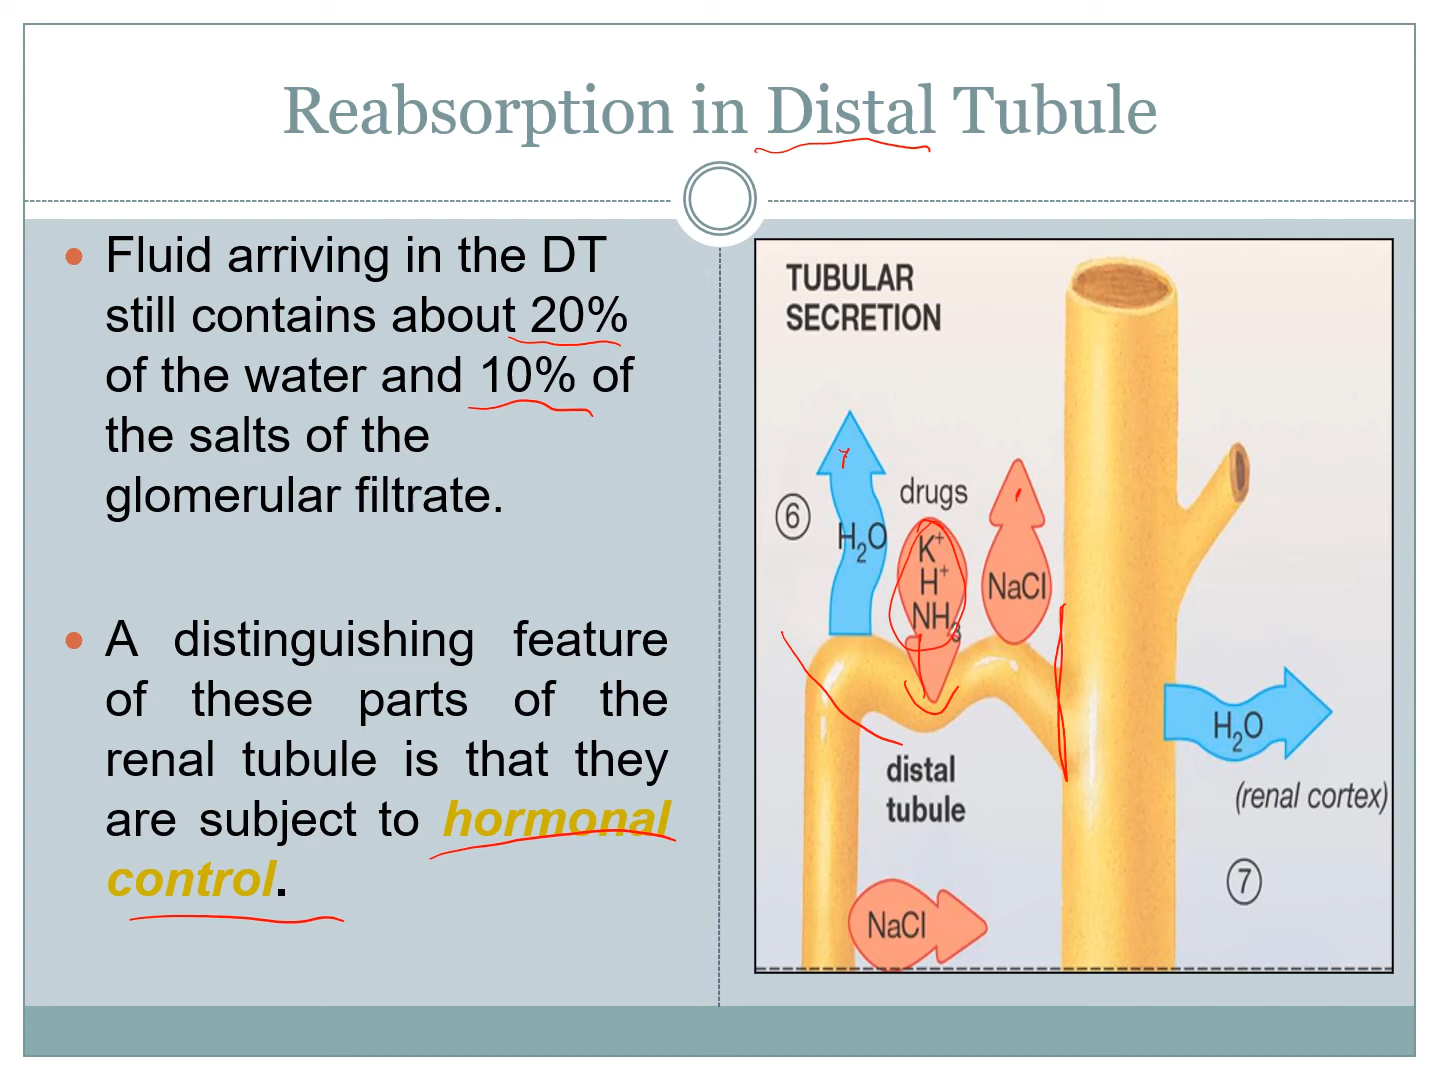 Reabsorption in Distal Tubule
Fluid arriving in the DT
still contains about 20%
of the water and 10% of
the salts of the
glomerular filtrate.
A distinguishing feature
of these parts of the
renal tubule is that they
are subject to hormonal
control.
TUBULAR
SECRETION
drugs
6
H₂O
K⁺
H⁺
NH₃
NaCl
distal
tubule
H₂O
(renal cortex)
7
NaCl